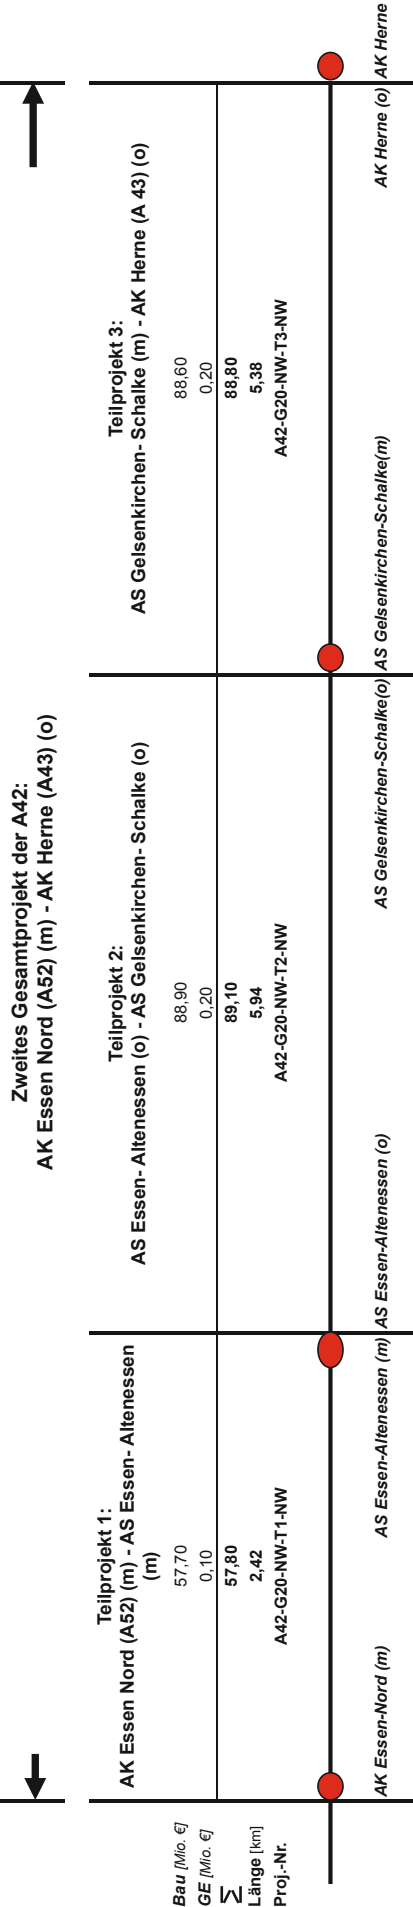 Zweites Gesamtprojekt der A42:
AK Essen Nord (A52) (m) - AK Herne (A43) (o)
Teilprojekt 1:
AK Essen Nord (A52) (m) - AS Essen- Altenessen
(m)
Teilprojekt 2:
AS Essen- Altenessen (o) - AS Gelsenkirchen- Schalke (o)
Teilprojekt 3:
AS Gelsenkirchen- Schalke (m) - AK Herne (A 43) (o)
Bau [Mio. €] 57,70 88,90 88,60
GE [Mio. €] 0,10 0,20 0,20
∑ 57,80 89,10 88,80
Länge [km] 2,42 5,94 5,38
Proj.-Nr. A42-G20-NW-T1-NW A42-G20-NW-T2-NW A42-G20-NW-T3-NW
AK Essen-Nord (m) AS Essen-Altenessen (m) AS Essen-Altenessen (o) AS Gelsenkirchen-Schalke(o) AS Gelsenkirchen-Schalke(m) AK Herne (o) AK Herne